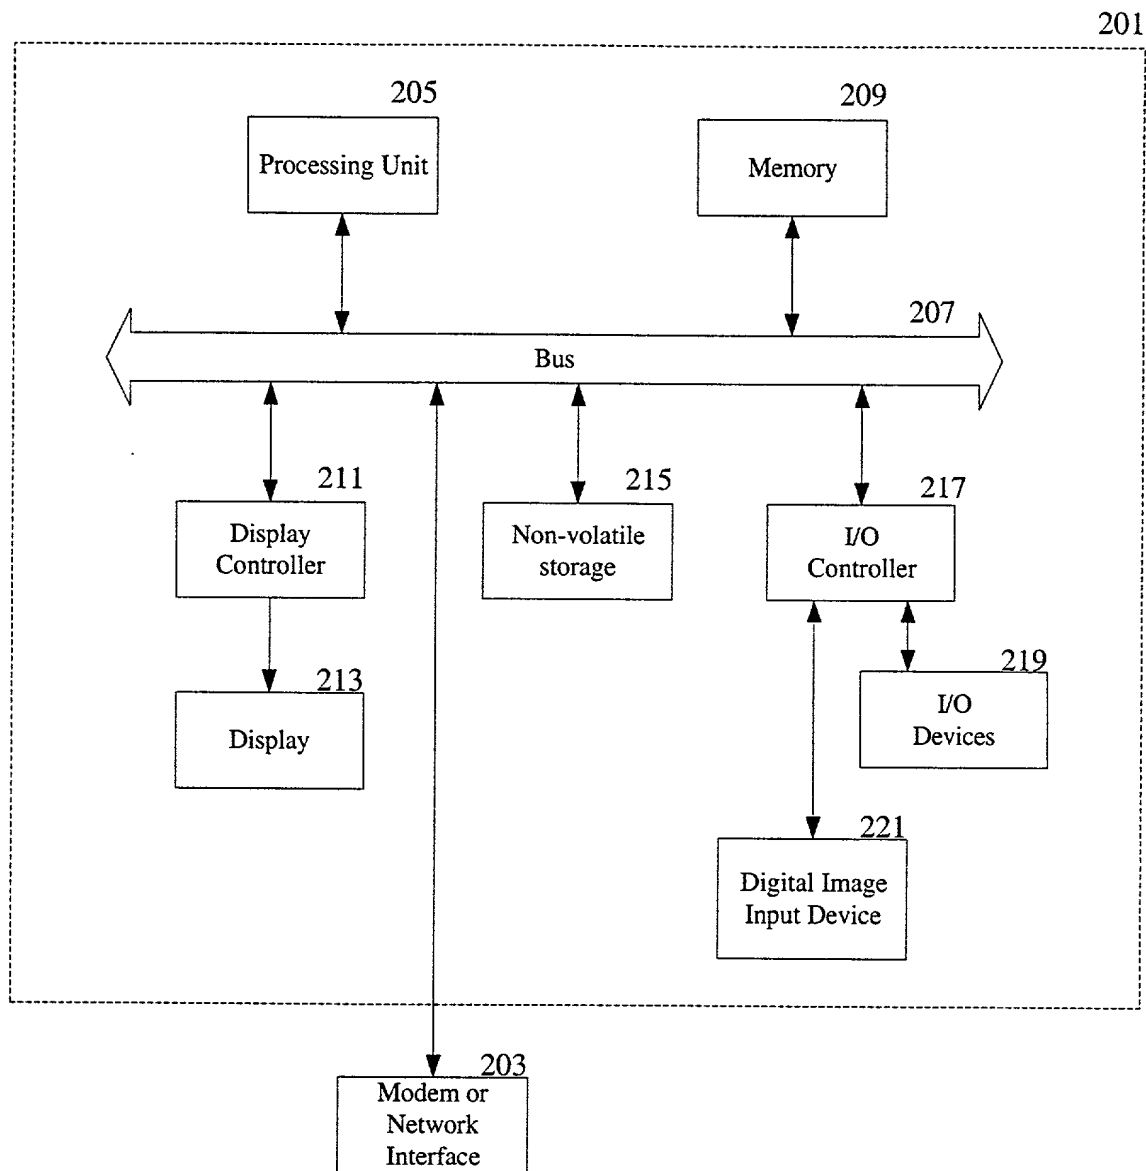 201
205
Processing Unit
209
Memory
207
Bus
211
Display
Controller
215
Non-volatile
storage
217
I/O
Controller
213
Display
219
I/O
Devices
221
Digital Image
Input Device
203
Modem or
Network
Interface